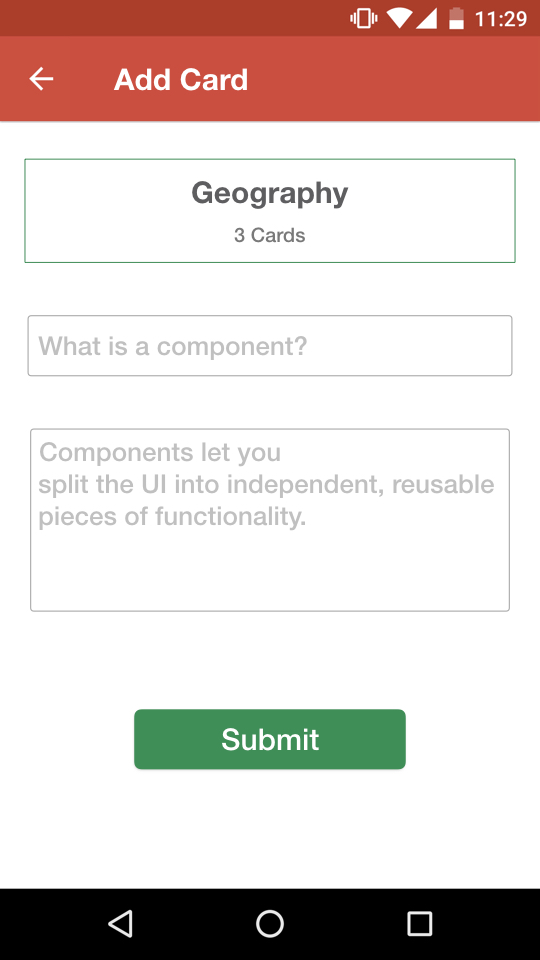 11:29
Add Card
Geography
3 Cards
What is a component?
Components let you
split the UI into independent, reusable
pieces of functionality.
Submit